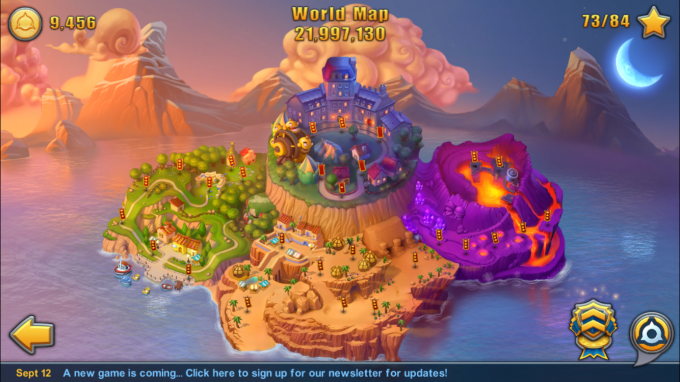 9,456
World Map
21,997,130
73/84
Sept 12 A new game is coming... Click here to sign up for our newsletter for updates!